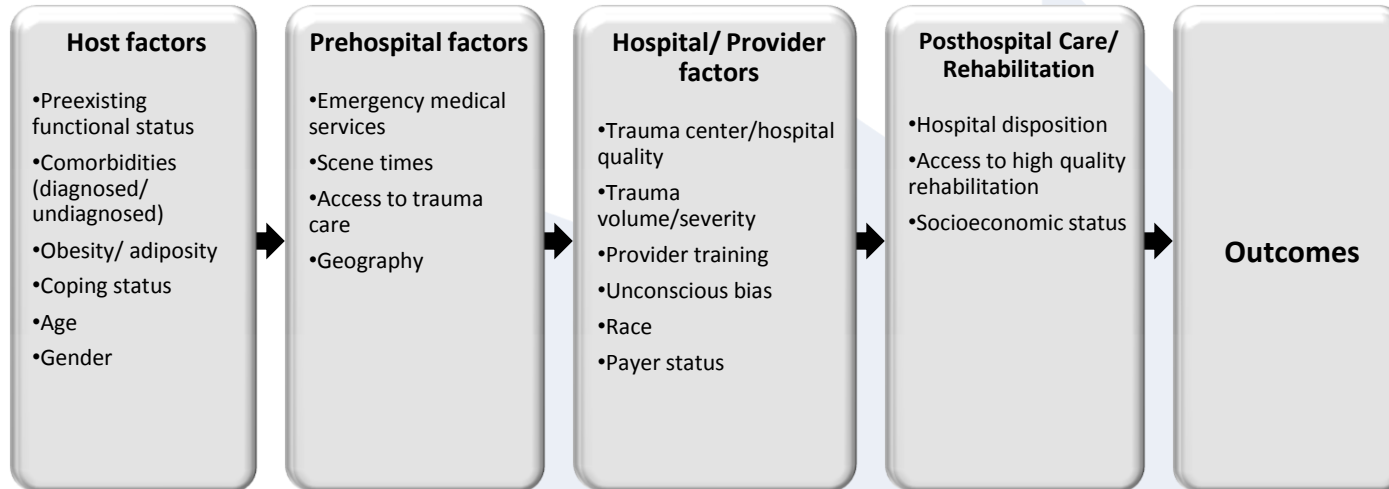 Host factors
•Preexisting
functional status
•Comorbidities
(diagnosed/
undiagnosed)
•Obesity/ adiposity
•Coping status
•Age
•Gender
Prehospital factors
•Emergency medical
services
•Scene times
•Access to trauma
care
•Geography
Hospital/ Provider
factors
•Trauma center/hospital
quality
•Trauma
volume/severity
•Provider training
•Unconscious bias
•Race
•Payer status
Posthospital Care/
Rehabilitation
•Hospital disposition
•Access to high quality
rehabilitation
•Socioeconomic status
Outcomes